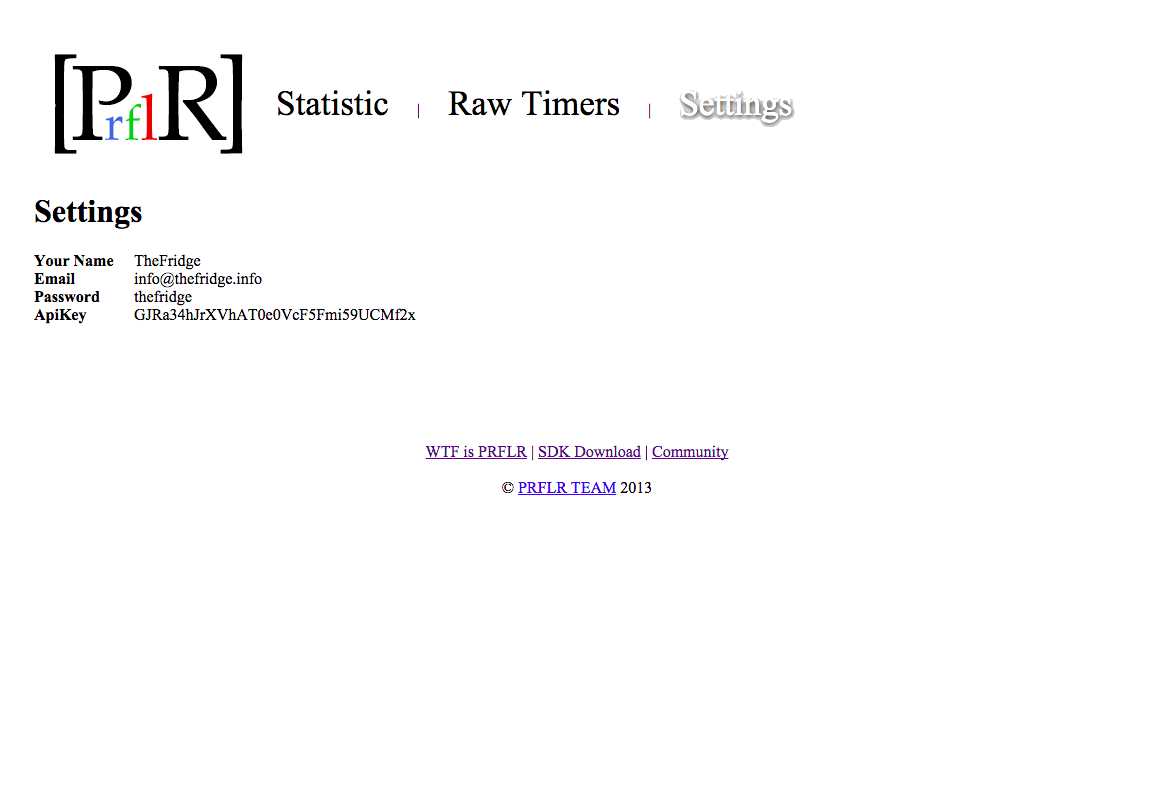 [PrflR] Statistic | Raw Timers | Settings
Settings
Your Name TheFridge
Email info@thefridge.info
Password thefridge
ApiKey GJRa34hJrXVhAT0e0VcF5Fmi59UCMf2x
WTF is PRFLR | SDK Download | Community
© PRFLR TEAM 2013